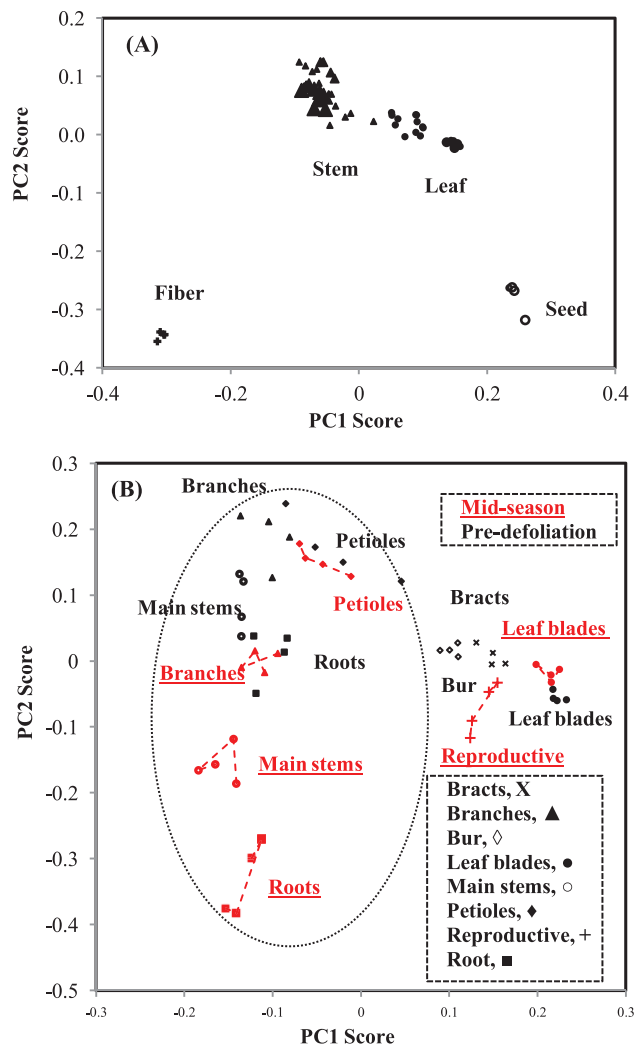 (A)
0.2
0.1
0.0
-0.1
-0.2
-0.3
-0.4
PC2 Score
Stem
Leaf
Fiber
Seed
-0.4
-0.2
0
0.2
0.4
PC1 Score
(B)
0.3
0.2
0.1
0
-0.1
-0.2
-0.3
-0.4
-0.5
PC2 Score
Branches
Mid-season
Pre-defoliation
Petioles
Petioles
Main stems
Bracts
Leaf blades
Branches
Roots
Bur
Leaf blades
Reproductive
Main stems
Roots
Bracts, X
Branches, ▲
Bur, ◊
Leaf blades, ●
Main stems, ○
Petioles, ♦
Reproductive, +
Root, ■
-0.3
-0.2
-0.1
0
0.1
0.2
0.3
PC1 Score